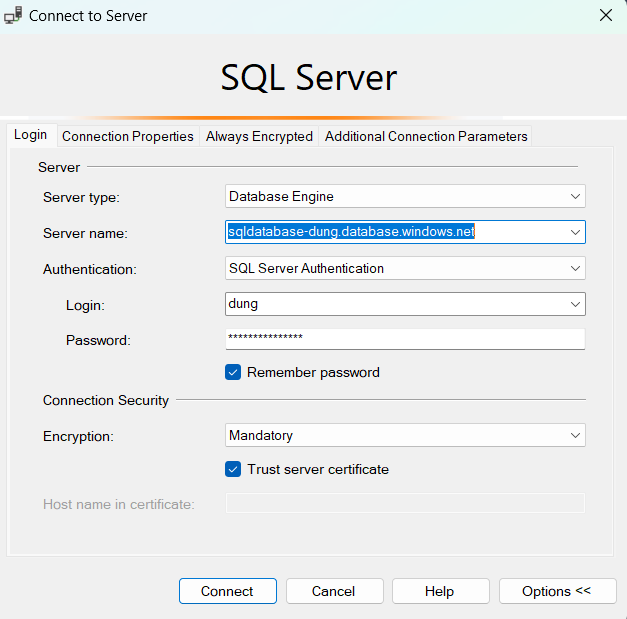 Connect to Server
SQL Server
Login Connection Properties Always Encrypted Additional Connection Parameters
Server
Server type: Database Engine
Server name: sqldatabase-dung.database.windows.net
Authentication: SQL Server Authentication
Login: dung
Password: ***************
Remember password
Connection Security
Encryption: Mandatory
Trust server certificate
Host name in certificate:
Connect Cancel Help Options <<